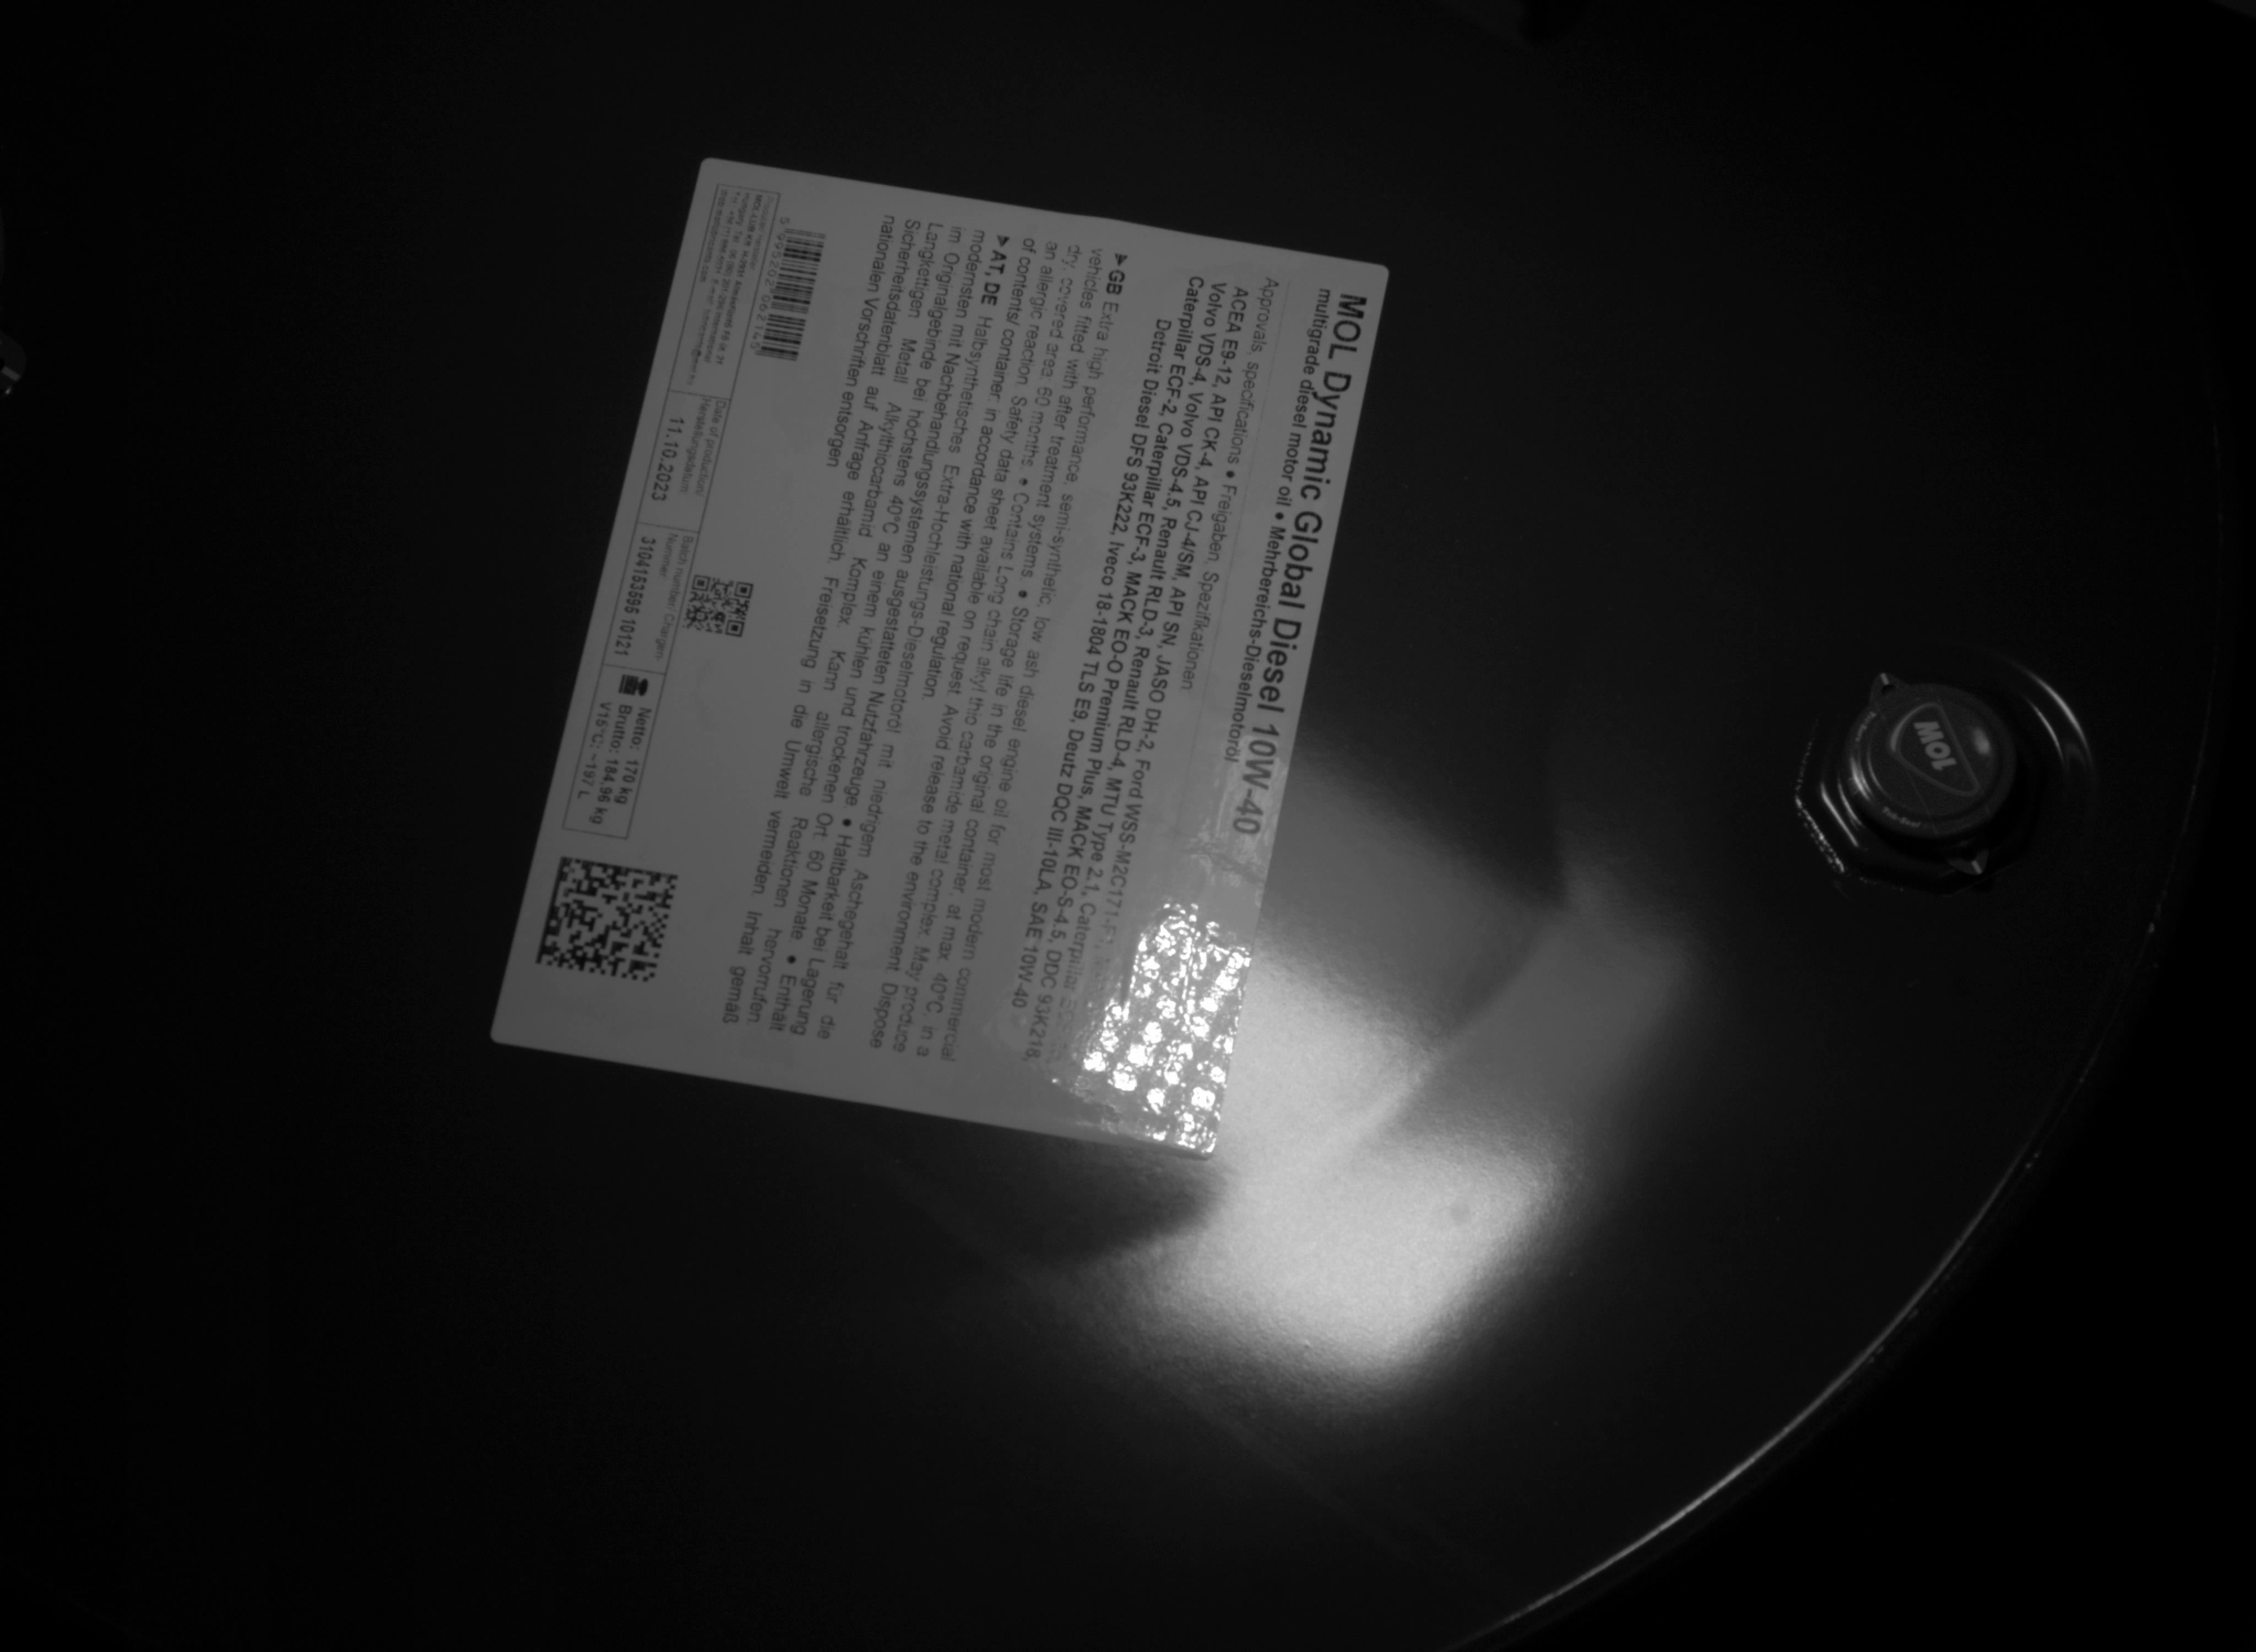 MOL Dynamic Global Diesel 10W-40
multigrade diesel motor oil • Mehrbereichs-Dieselmotoröl
Approvals, specifications • Freigaben, Spezifikationen
ACEA E9-12, API CK-4, API CJ-4/SM, API SN, JASO DH-2, Ford WSS-M2C171-F1
Volvo VDS-4, Volvo VDS-4.5, Renault RLD-3, Renault RLD-4, MTU Type 2.1, Caterpillar
Caterpillar ECF-2, Caterpillar ECF-3, MACK EO-O Premium Plus, MACK EO-S-4.5, DDC 93K218,
Detroit Diesel DFS 93K222, Iveco 18-1804 TLS E9, Deutz DQC III-10LA, SAE 10W-40
GB Extra high performance, semi-synthetic, low ash diesel engine oil for most modern commercial
vehicles fitted with after treatment systems. • Storage life in the original container, at max. 40°C, in a
dry, covered area: 60 months. • Contains Long chain alkyl thio carbamide metal complex. May produce
an allergic reaction. Safety data sheet available on request. Avoid release to the environment. Dispose
of contents/ container: in accordance with national regulation.
AT, DE Halbsynthetisches Extra-Hochleistungs-Dieselmotoröl mit niedrigem Aschegehalt für die
modernsten mit Nachbehandlungssystemen ausgestatteten Nutzfahrzeuge. • Haltbarkeit bei Lagerung
im Originalgebinde bei höchstens 40°C an einem kühlen und trockenen Ort: 60 Monate. • Enthält
Langkettigen Metall Alkylthiocarbamid Komplex. Kann allergische Reaktionen hervorrufen.
Sicherheitsdatenblatt auf Anfrage erhältlich. Freisetzung in die Umwelt vermeiden. Inhalt gemäß
nationalen Vorschriften entsorgen
5 995202 062145
Date of production/
Herstellungsdatum
11.10.2023
Batch number Chargen-
Nummer:
3104153595 10121
Netto: 170 kg
Brutto: 184.96 kg
V15°C: ~197 L
MOL